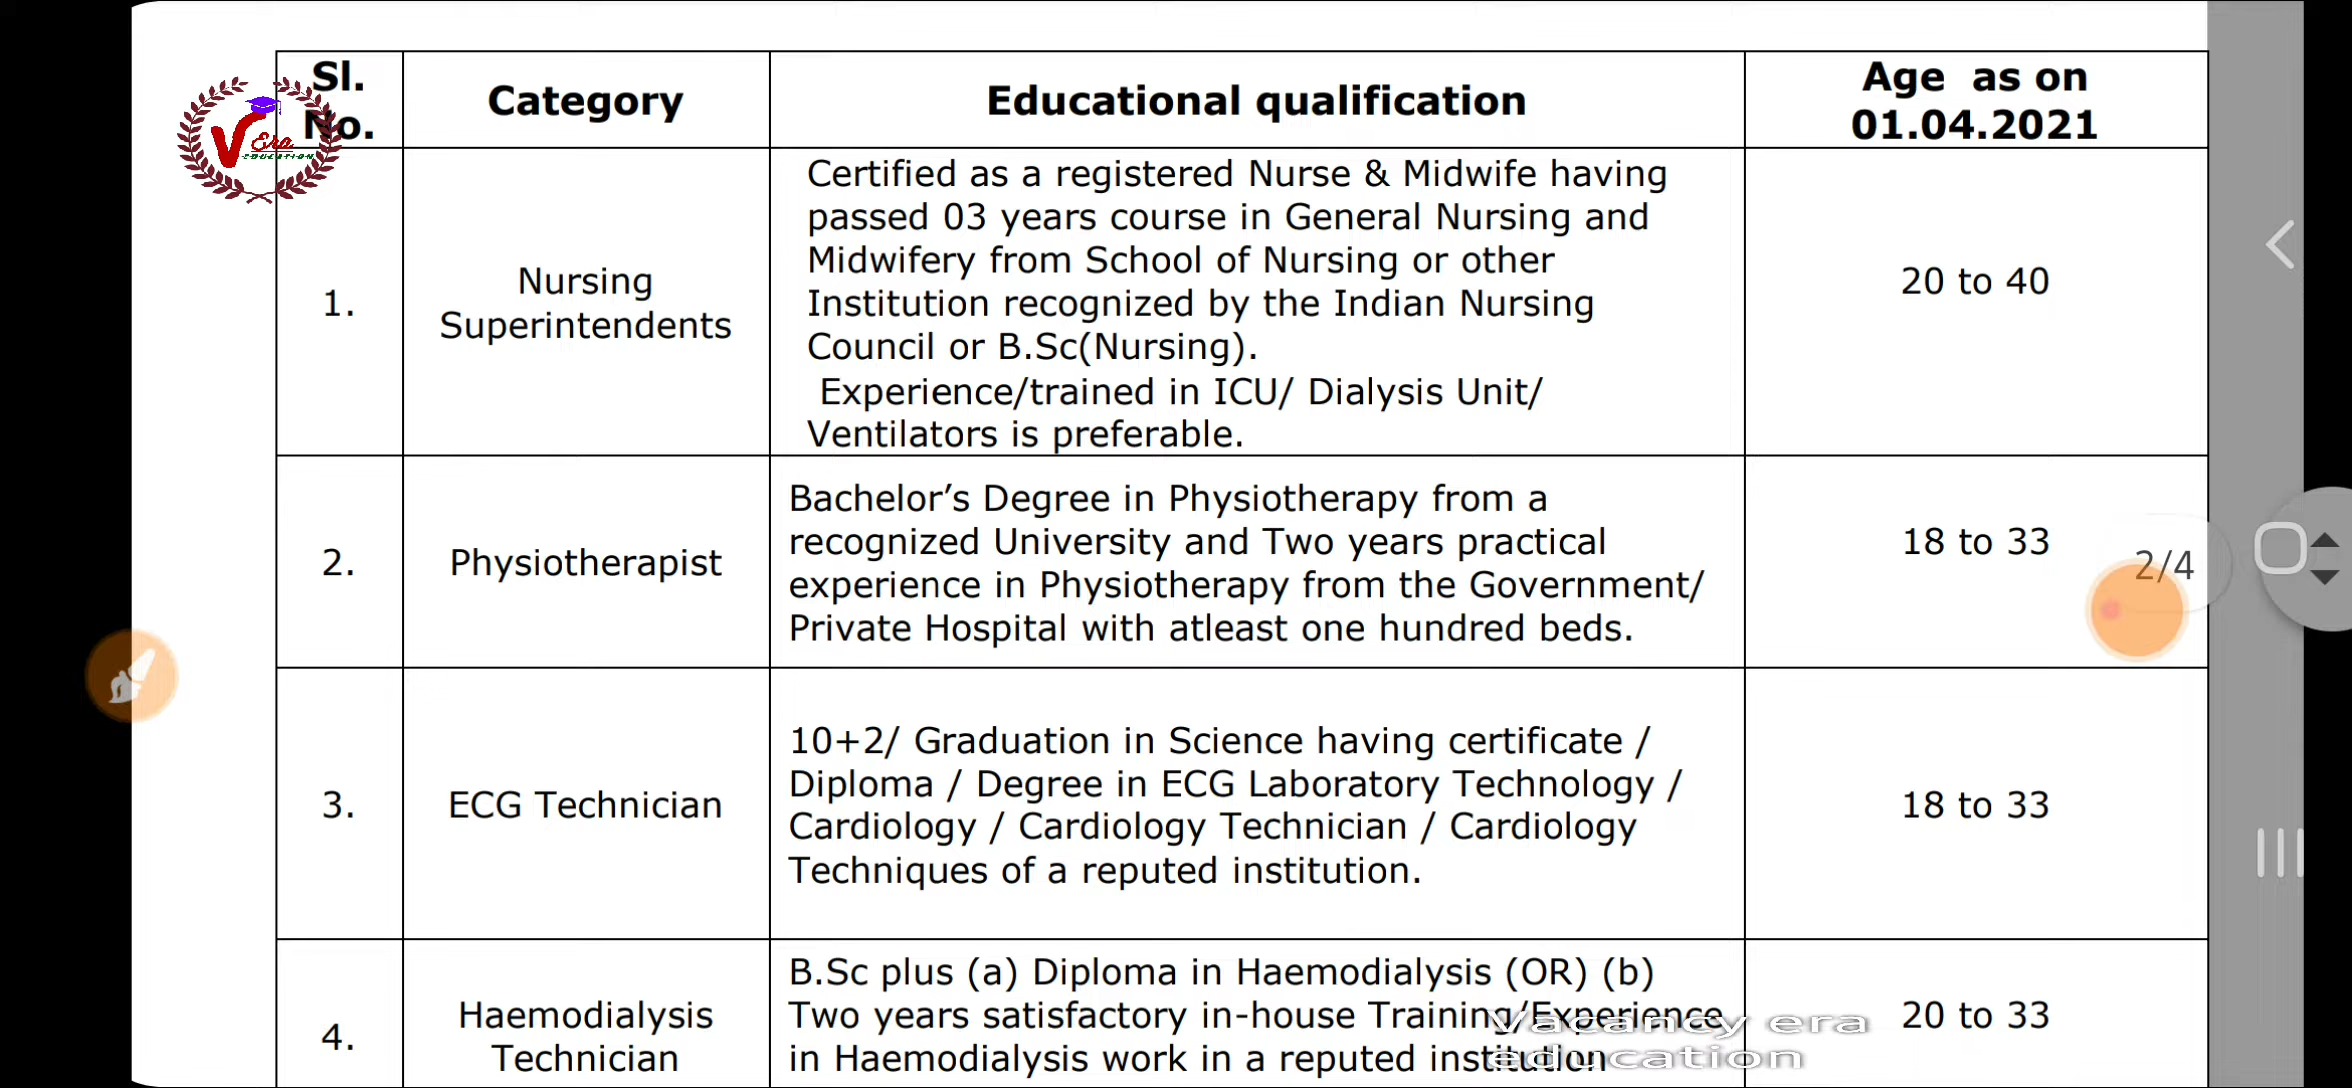 Sl.
No.
Category
Educational qualification
Age as on
01.04.2021
V Era
EDUCATION
1.
Nursing
Superintendents
Certified as a registered Nurse & Midwife having
passed 03 years course in General Nursing and
Midwifery from School of Nursing or other
Institution recognized by the Indian Nursing
Council or B.Sc(Nursing).
Experience/trained in ICU/ Dialysis Unit/
Ventilators is preferable.
20 to 40
2.
Physiotherapist
Bachelor’s Degree in Physiotherapy from a
recognized University and Two years practical
experience in Physiotherapy from the Government/
Private Hospital with atleast one hundred beds.
18 to 33
2/4
3.
ECG Technician
10+2/ Graduation in Science having certificate /
Diploma / Degree in ECG Laboratory Technology /
Cardiology / Cardiology Technician / Cardiology
Techniques of a reputed institution.
18 to 33
4.
Haemodialysis
Technician
B.Sc plus (a) Diploma in Haemodialysis (OR) (b)
Two years satisfactory in-house Training/Experience
in Haemodialysis work in a reputed institution
20 to 33
Vacancy era
education